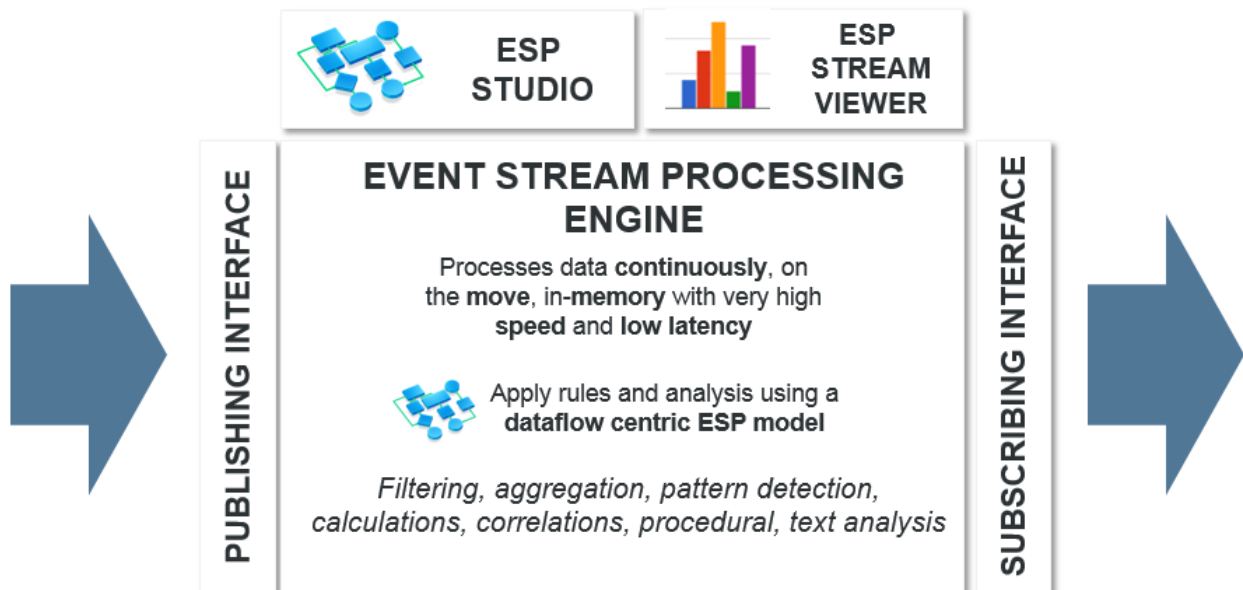 ESP
STUDIO
ESP
STREAM
VIEWER
PUBLISHING INTERFACE
EVENT STREAM PROCESSING
ENGINE
Processes data continuously, on
the move, in-memory with very high
speed and low latency
Apply rules and analysis using a
dataflow centric ESP model
Filtering, aggregation, pattern detection,
calculations, correlations, procedural, text analysis
SUBSCRIBING INTERFACE